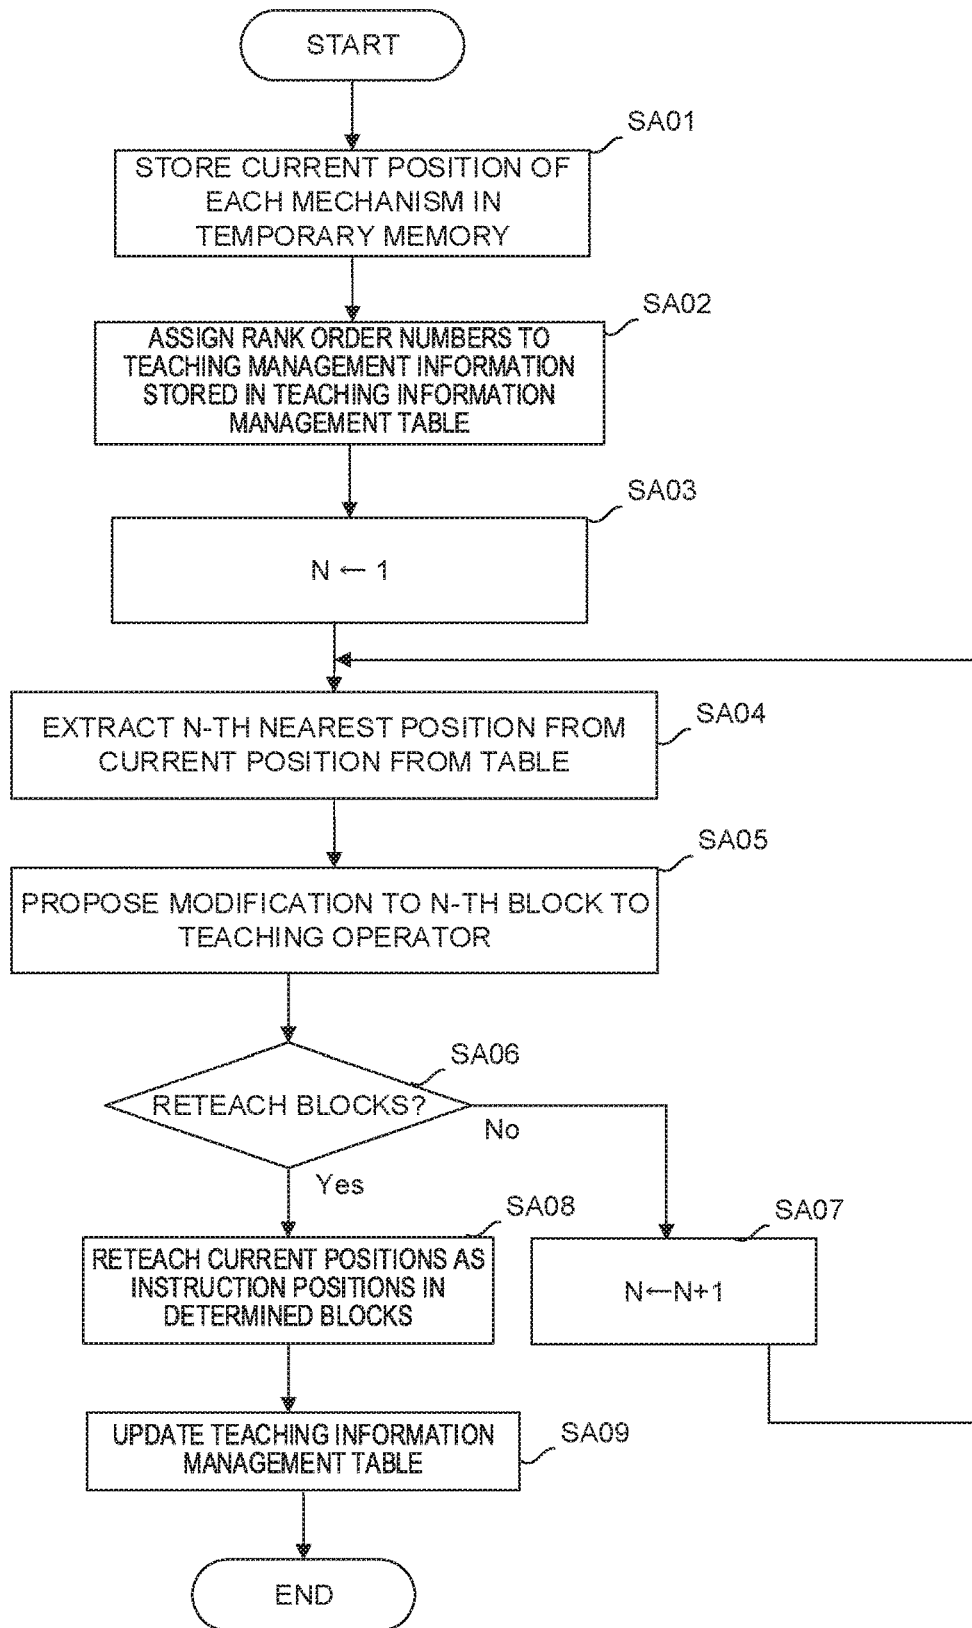 START
SA01
STORE CURRENT POSITION OF
EACH MECHANISM IN
TEMPORARY MEMORY
SA02
ASSIGN RANK ORDER NUMBERS TO
TEACHING MANAGEMENT INFORMATION
STORED IN TEACHING INFORMATION
MANAGEMENT TABLE
SA03
N ← 1
SA04
EXTRACT N-TH NEAREST POSITION FROM
CURRENT POSITION FROM TABLE
SA05
PROPOSE MODIFICATION TO N-TH BLOCK TO
TEACHING OPERATOR
SA06
RETEACH BLOCKS?
No
Yes
SA08
RETEACH CURRENT POSITIONS AS
INSTRUCTION POSITIONS IN
DETERMINED BLOCKS
SA07
N←N+1
UPDATE TEACHING INFORMATION
MANAGEMENT TABLE
SA09
END